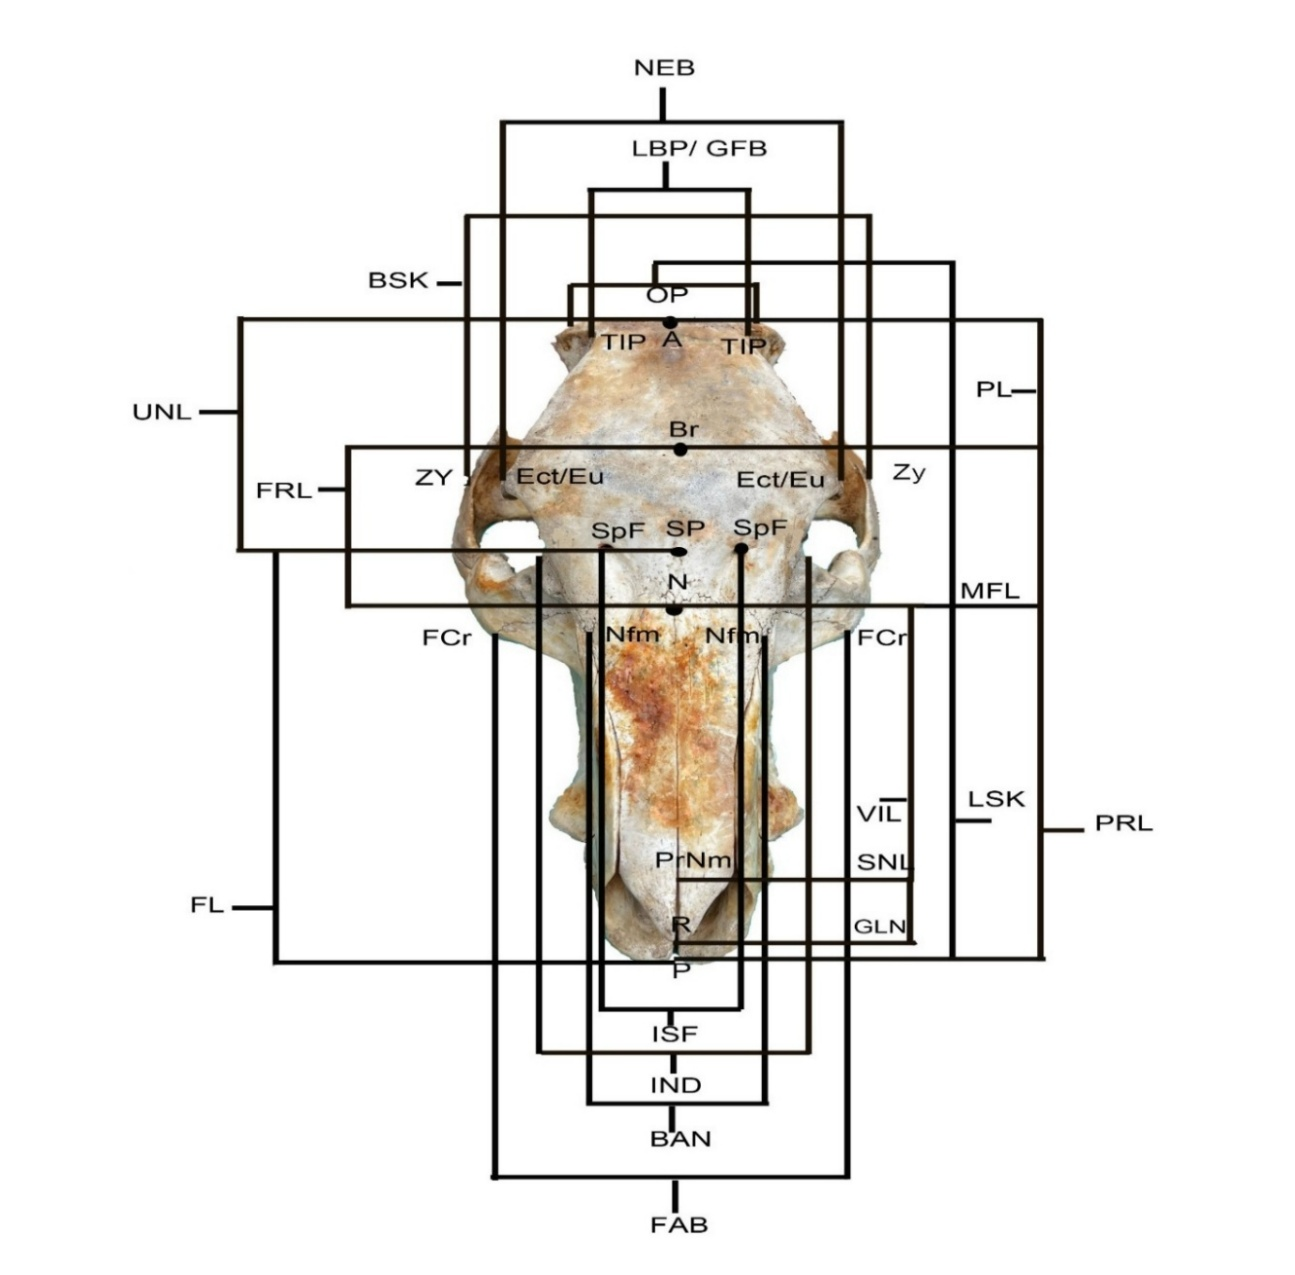 NEB
LBP/ GFB
BSK
OP
TIP A TIP
PL
UNL
Br
ZY Ect/Eu Ect/Eu Zy
FRL
SpF SP SpF
N
MFL
FCr Nfm Nfm FCr
VIL LSK
PRL
PrNm SNL
FL
R GLN
P
ISF
IND
BAN
FAB